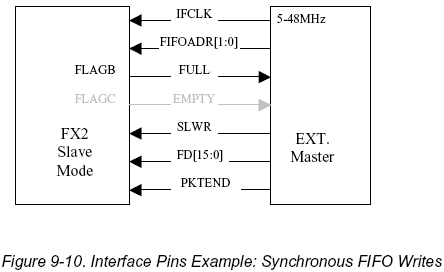 IFCLK
5-48MHz
FIFOADR[1:0]
FLAGB
FULL
FLAGC
EMPTY
FX2
Slave
Mode
SLWR
EXT.
Master
FD[15:0]
PKTEND
Figure 9-10. Interface Pins Example: Synchronous FIFO Writes